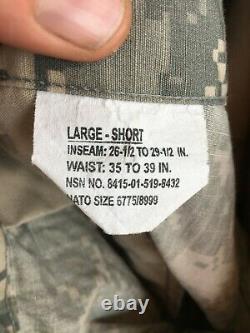 LARGE - SHORT
INSEAM: 26-1/2 TO 29-1/2 IN.
WAIST: 35 TO 39 IN.
NSN NO. 8415-01-519-8432
NATO SIZE 6775/8999